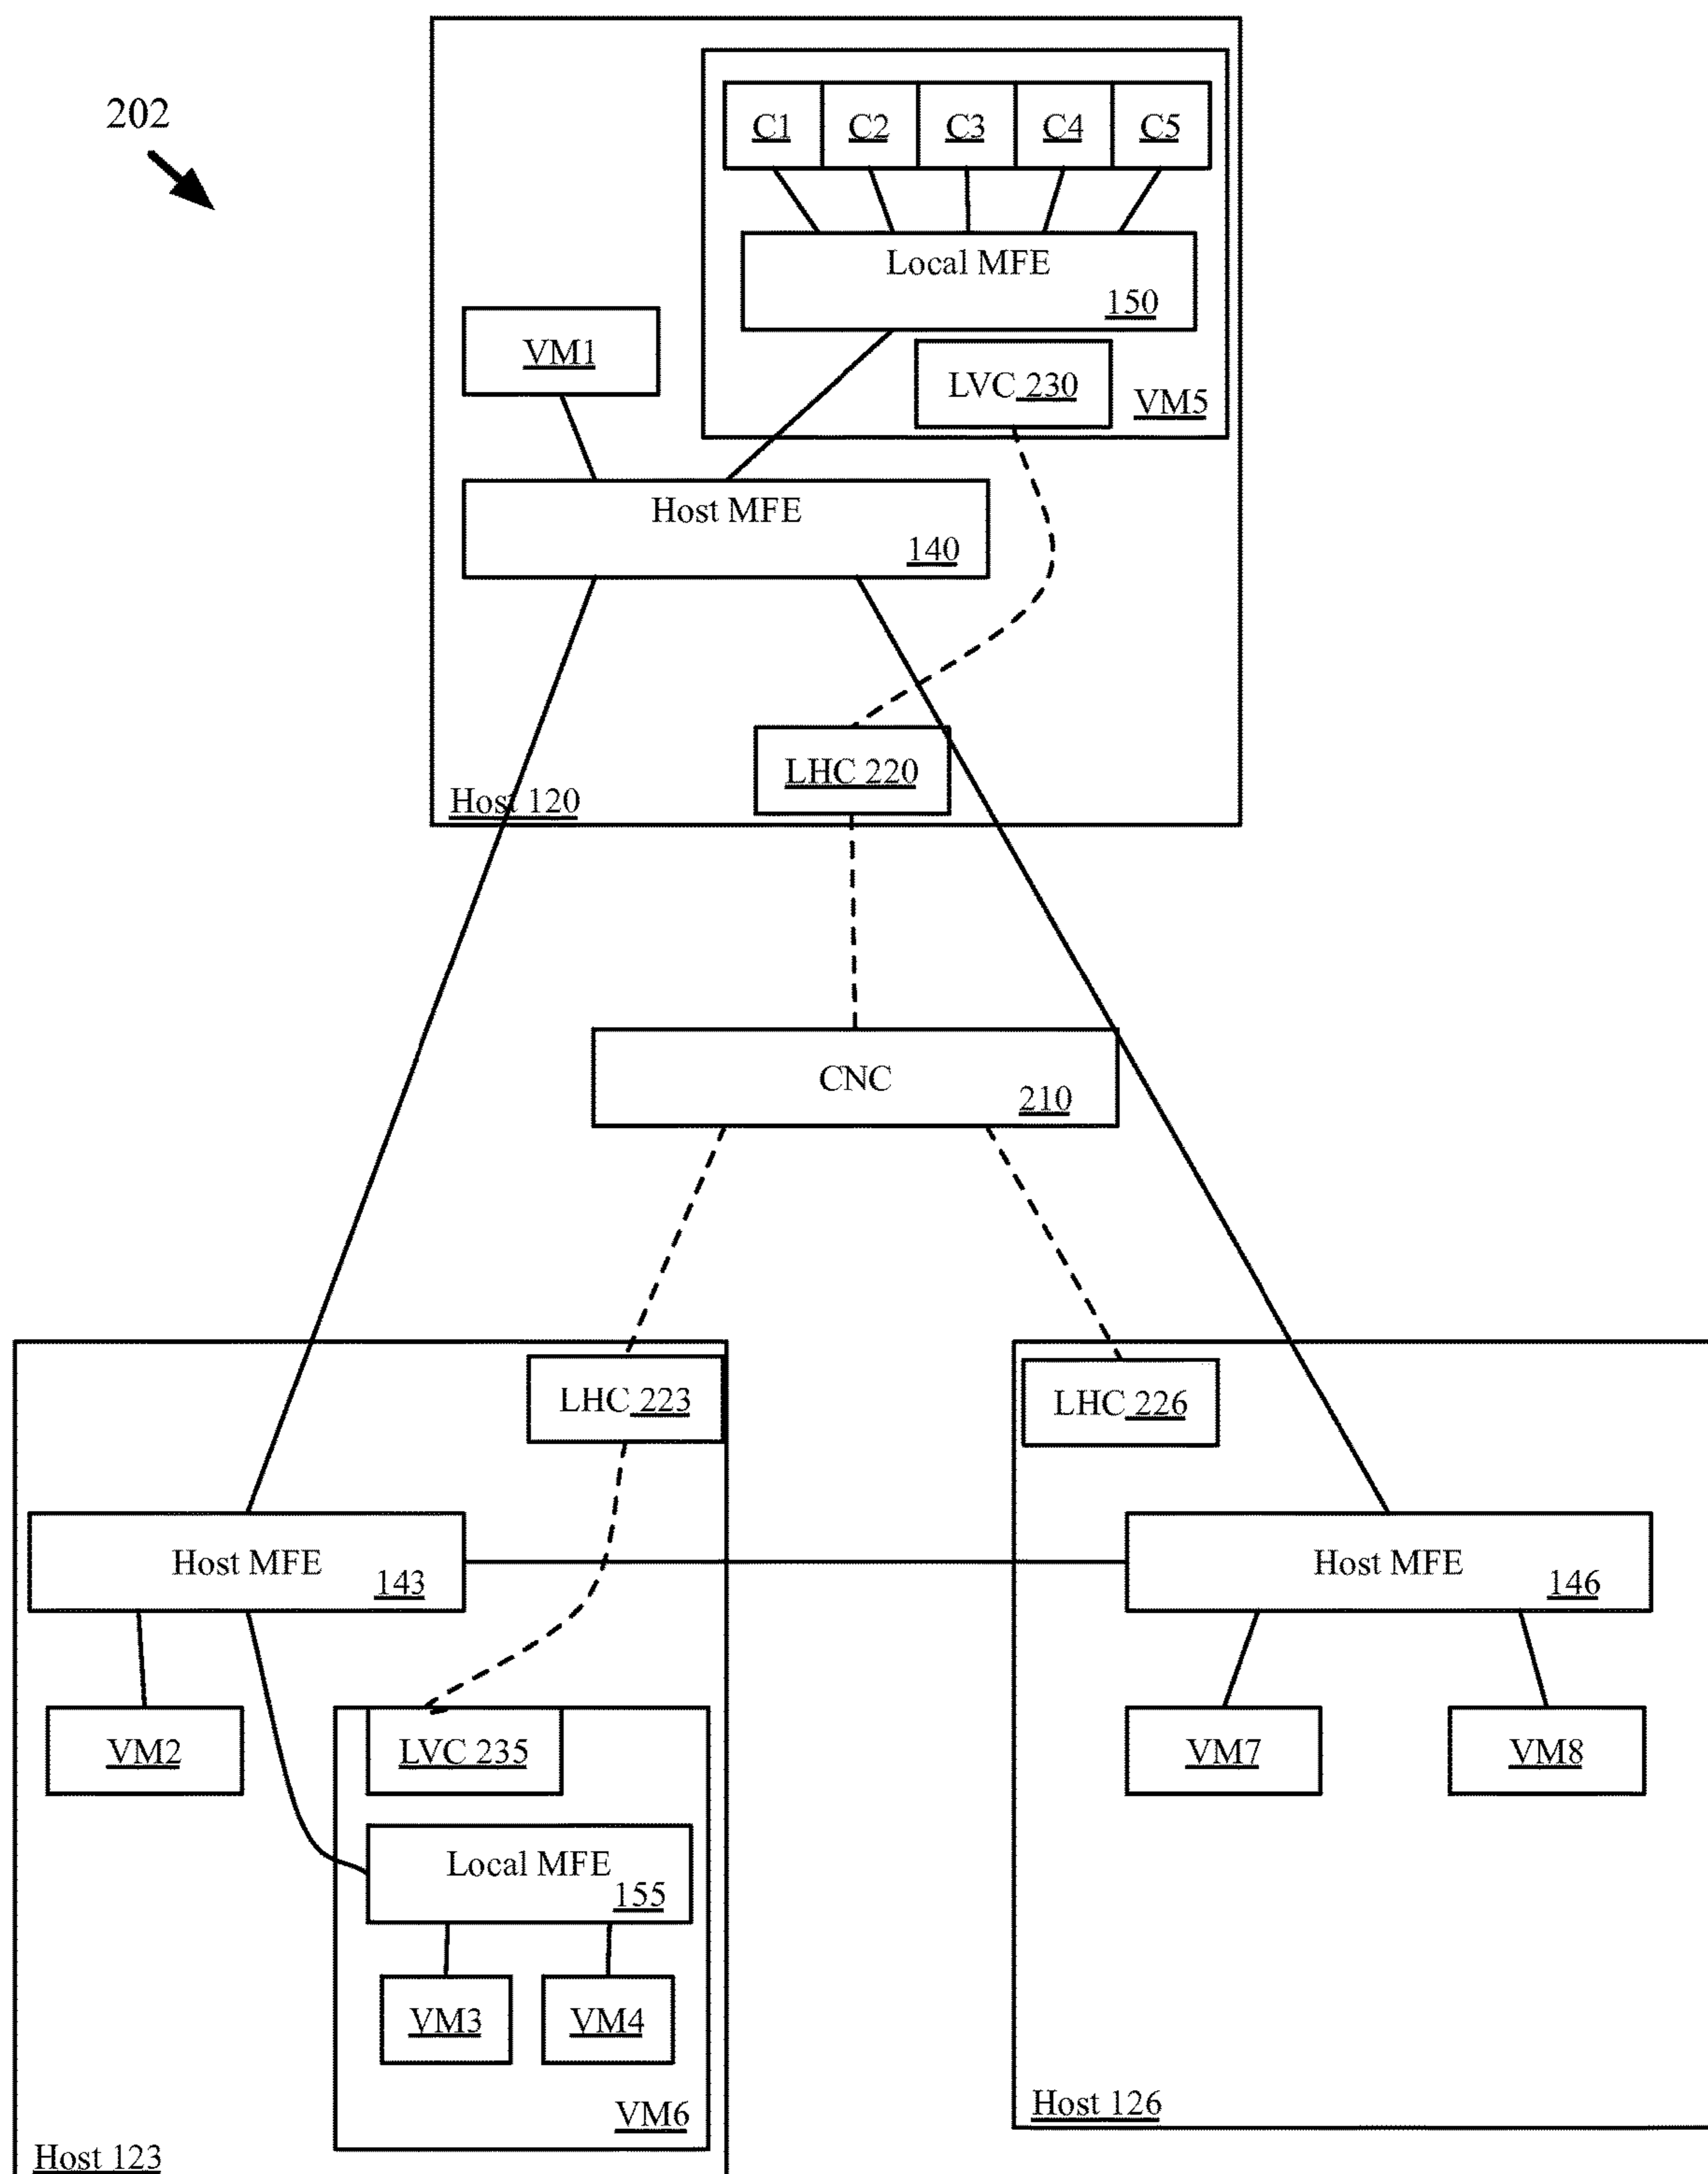 202
C1 C2 C3 C4 C5
Local MFE
150
VM1
LVC 230
VM5
Host MFE
140
LHC 220
Host 120
CNC
210
LHC 223
LHC 226
Host MFE
143
Host MFE
146
VM2
LVC 235
VM7
VM8
Local MFE
155
VM3
VM4
VM6
Host 126
Host 123